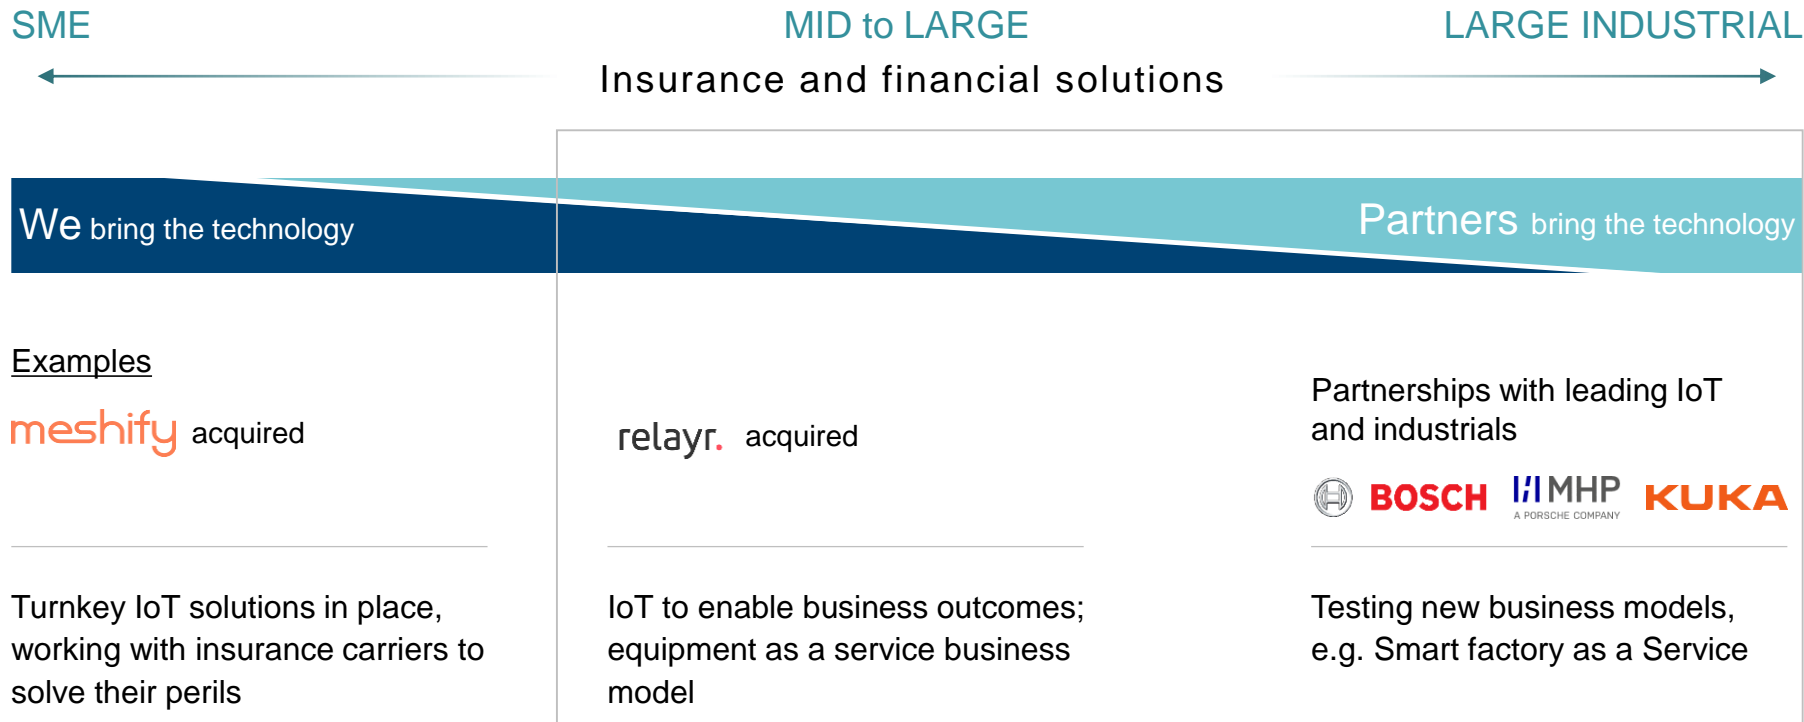 SME
MID to LARGE
LARGE INDUSTRIAL
Insurance and financial solutions
We bring the technology
Partners bring the technology
Examples
meshify acquired
relayr. acquired
Partnerships with leading IoT
and industrials
BOSCH
MHP
A PORSCHE COMPANY
KUKA
Turnkey IoT solutions in place,
working with insurance carriers to
solve their perils
IoT to enable business outcomes;
equipment as a service business
model
Testing new business models,
e.g. Smart factory as a Service